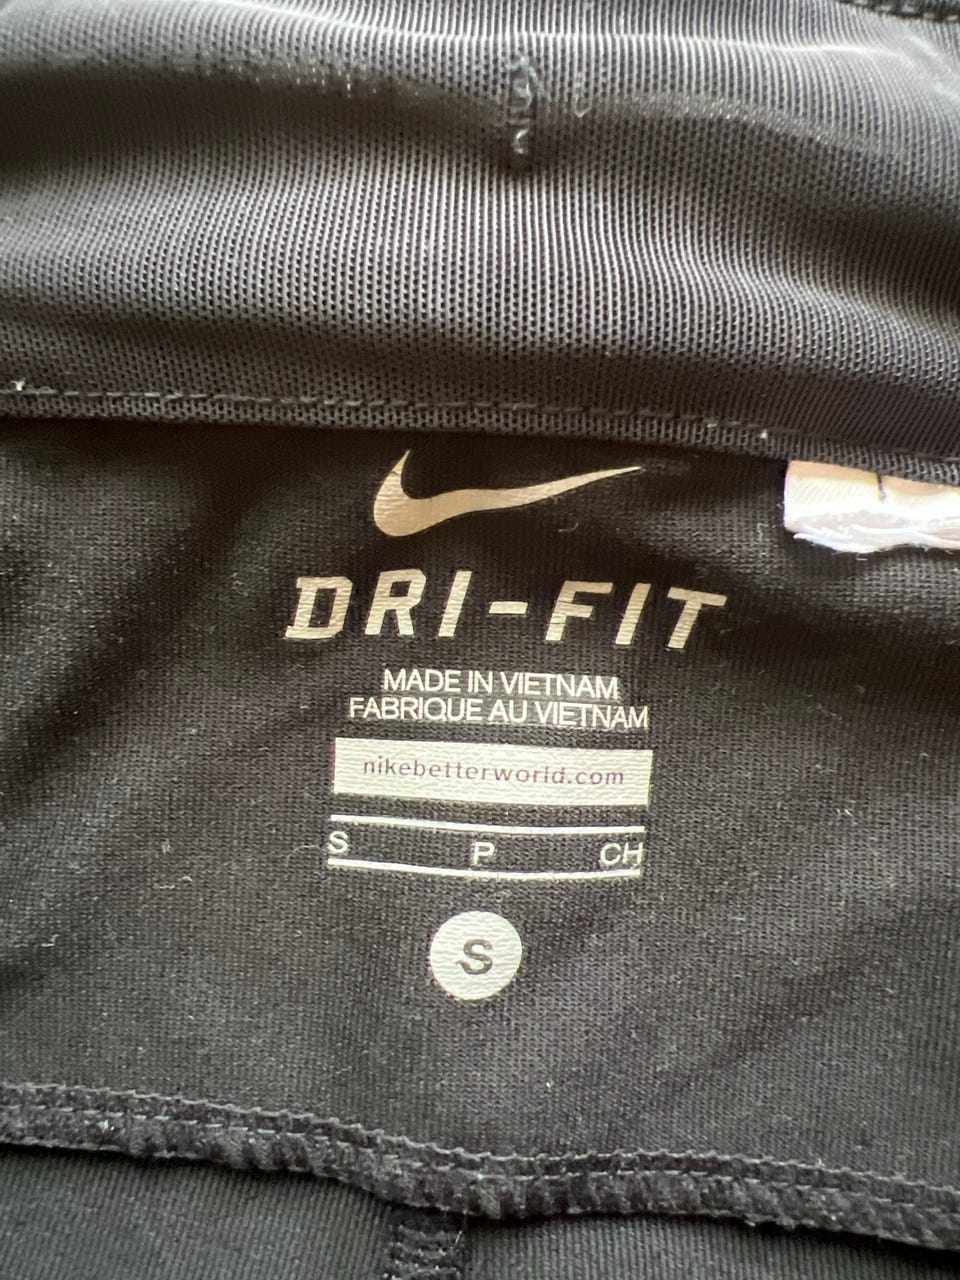 DRI-FIT
MADE IN VIETNAM
FABRIQUE AU VIETNAM
nikebetterworld.com
S P CH
S